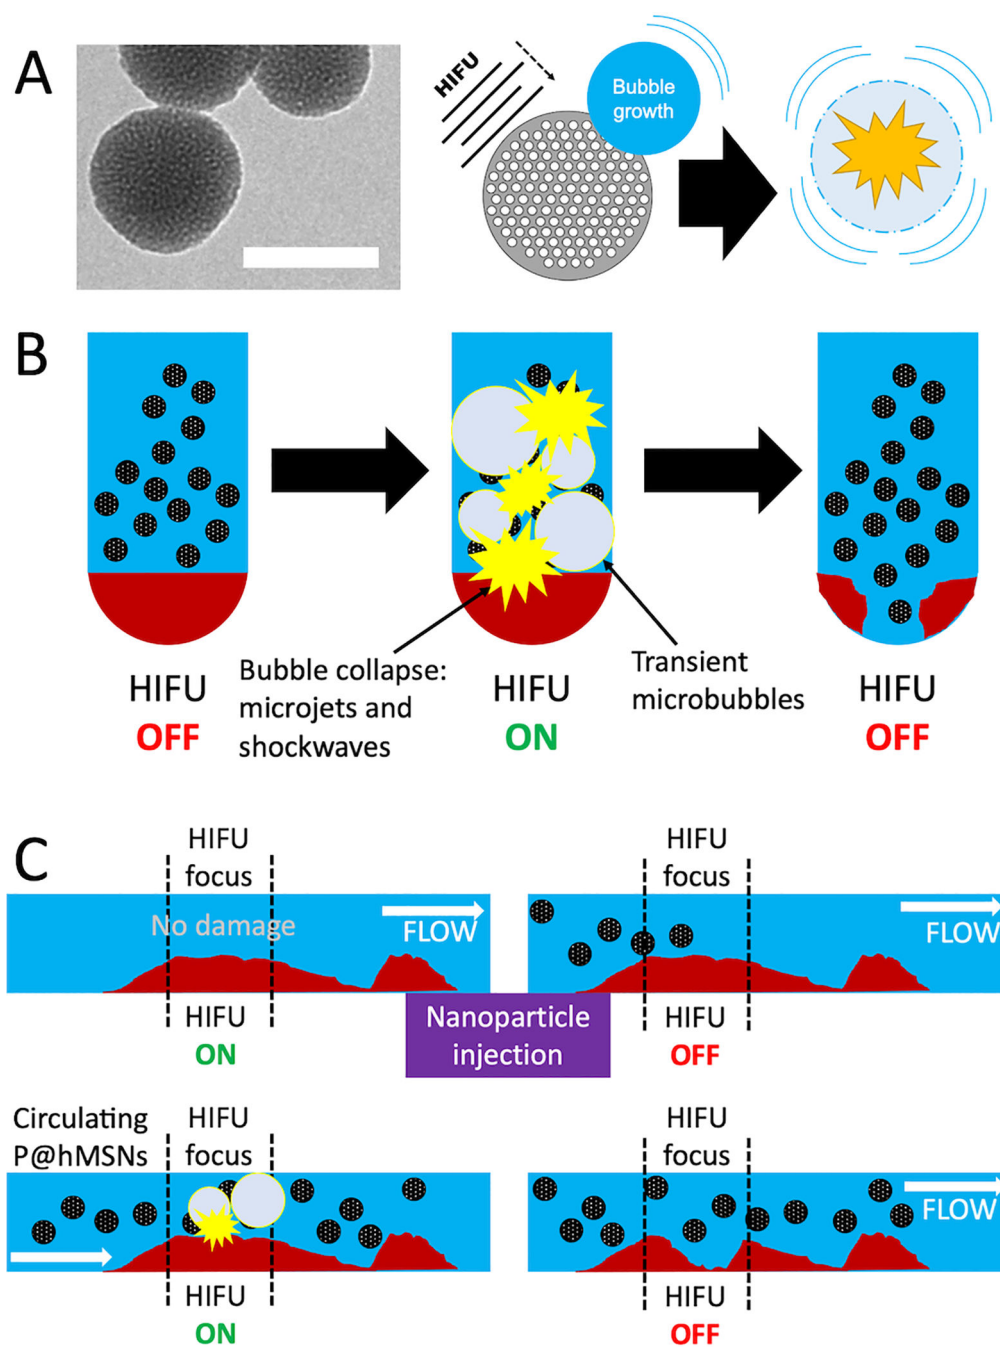 A
HIFU
Bubble
growth
B
Bubble collapse:
microjets and
shockwaves
Transient
microbubbles
HIFU
OFF
HIFU
ON
HIFU
OFF
C
HIFU
focus
No damage
FLOW
HIFU
ON
HIFU
focus
FLOW
HIFU
OFF
Nanoparticle
injection
Circulating
P@hMSNs
HIFU
focus
HIFU
ON
HIFU
focus
FLOW
HIFU
OFF